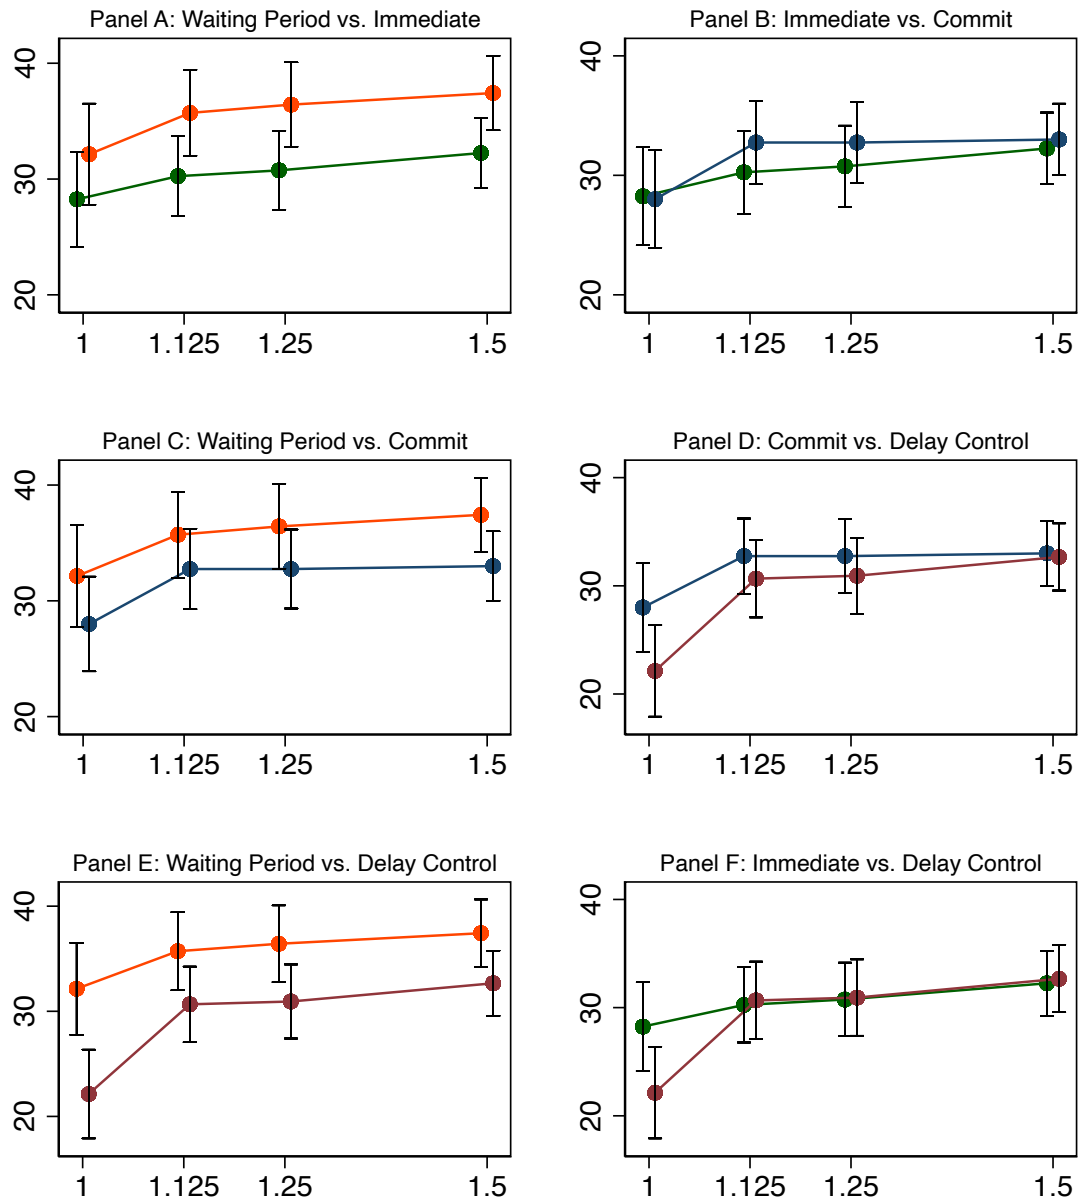 Panel A: Waiting Period vs. Immediate
40
30
20
1 1.125 1.25 1.5
Panel B: Immediate vs. Commit
40
30
20
1 1.125 1.25 1.5
Panel C: Waiting Period vs. Commit
40
30
20
1 1.125 1.25 1.5
Panel D: Commit vs. Delay Control
40
30
20
1 1.125 1.25 1.5
Panel E: Waiting Period vs. Delay Control
40
30
20
1 1.125 1.25 1.5
Panel F: Immediate vs. Delay Control
40
30
20
1 1.125 1.25 1.5